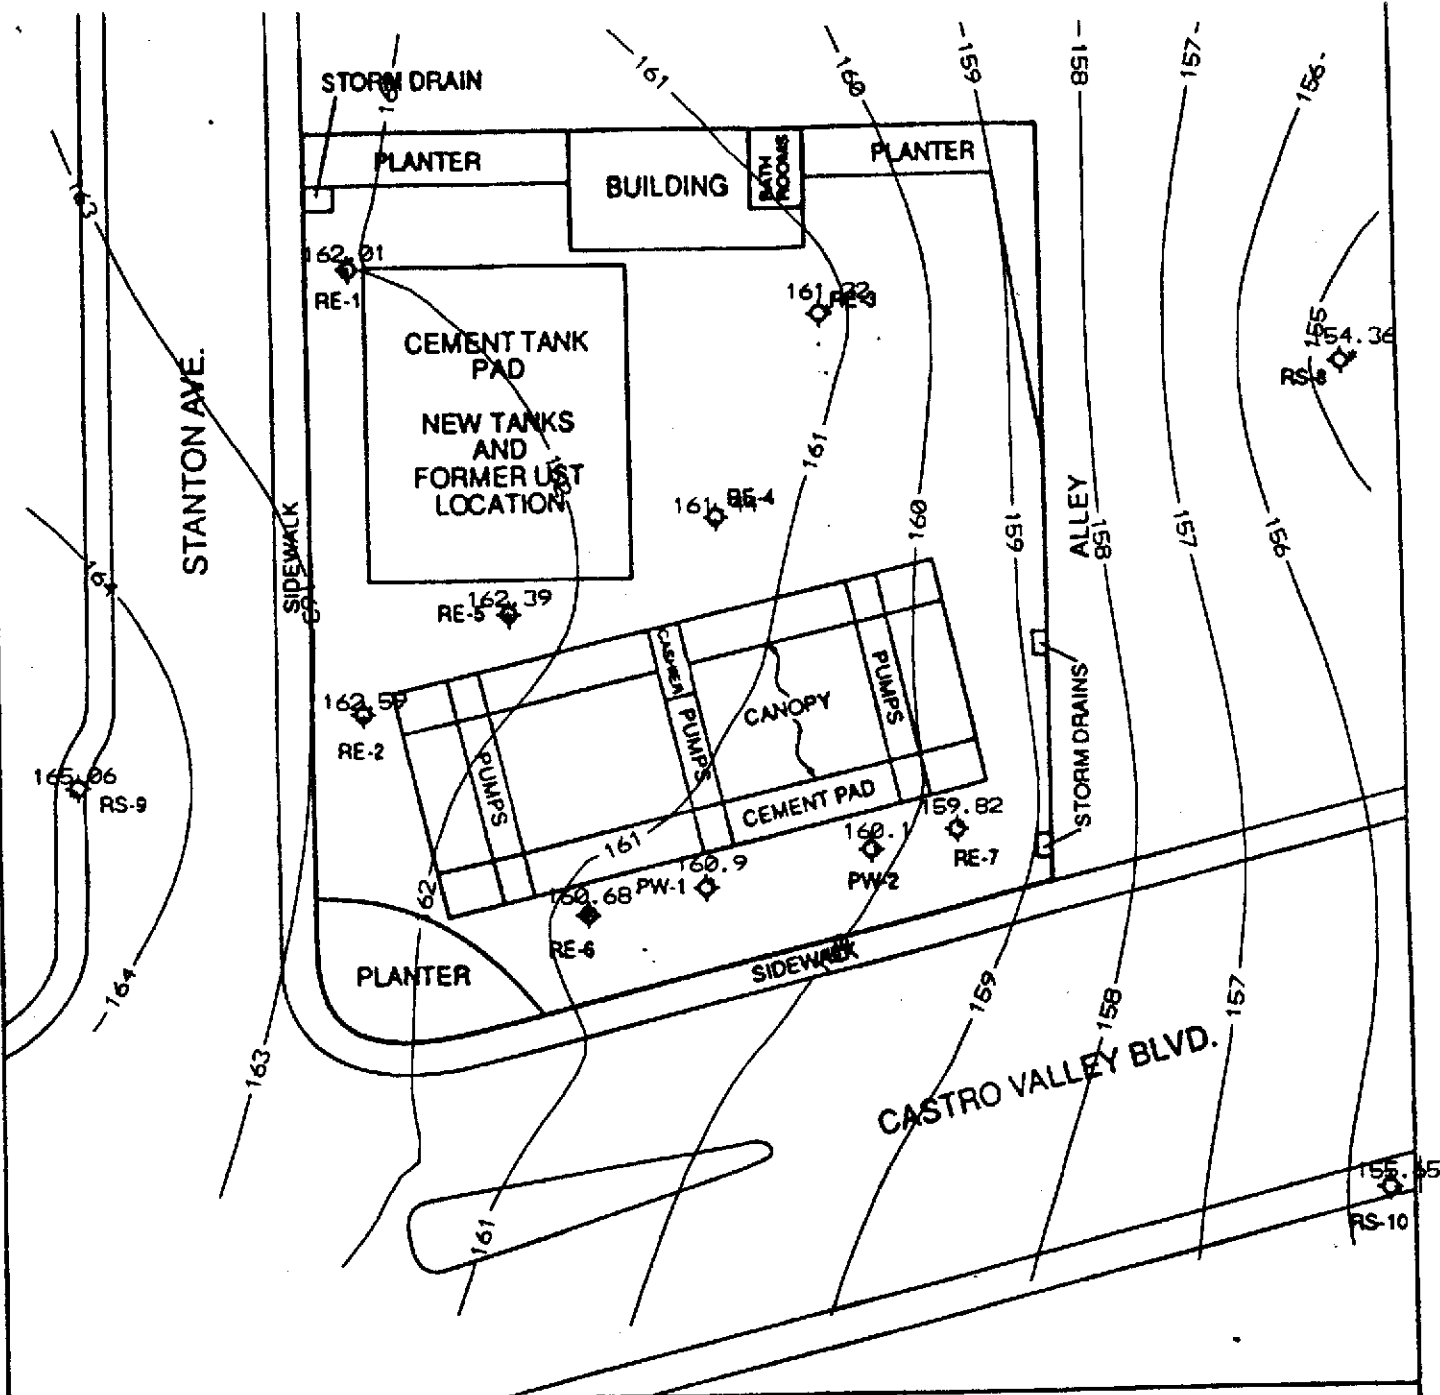 161
160
159
158
157
156
STORM DRAIN
PLANTER
BUILDING
BATH
ROOMS
PLANTER
163
162.01
RE-1
161.22
RE-3
CEMENT TANK
PAD
NEW TANKS
AND
FORMER UST
LOCATION
155
154.36
RS-8
STANTON AVE.
161
RE-4
160
159
ALLEY
158
157
156
164
SIDEWALK
163
RE-5
162.39
CASHIER
PUMPS
PUMPS
PUMPS
CANOPY
STORM DRAINS
162.59
RE-2
165.06
RS-9
CEMENT PAD
159.82
RE-7
160.1
PW-2
161
160.9
PW-1
160.68
RE-6
62
PLANTER
SIDEWALK
164
163
159
158
157
CASTRO VALLEY BLVD.
161
RS-10